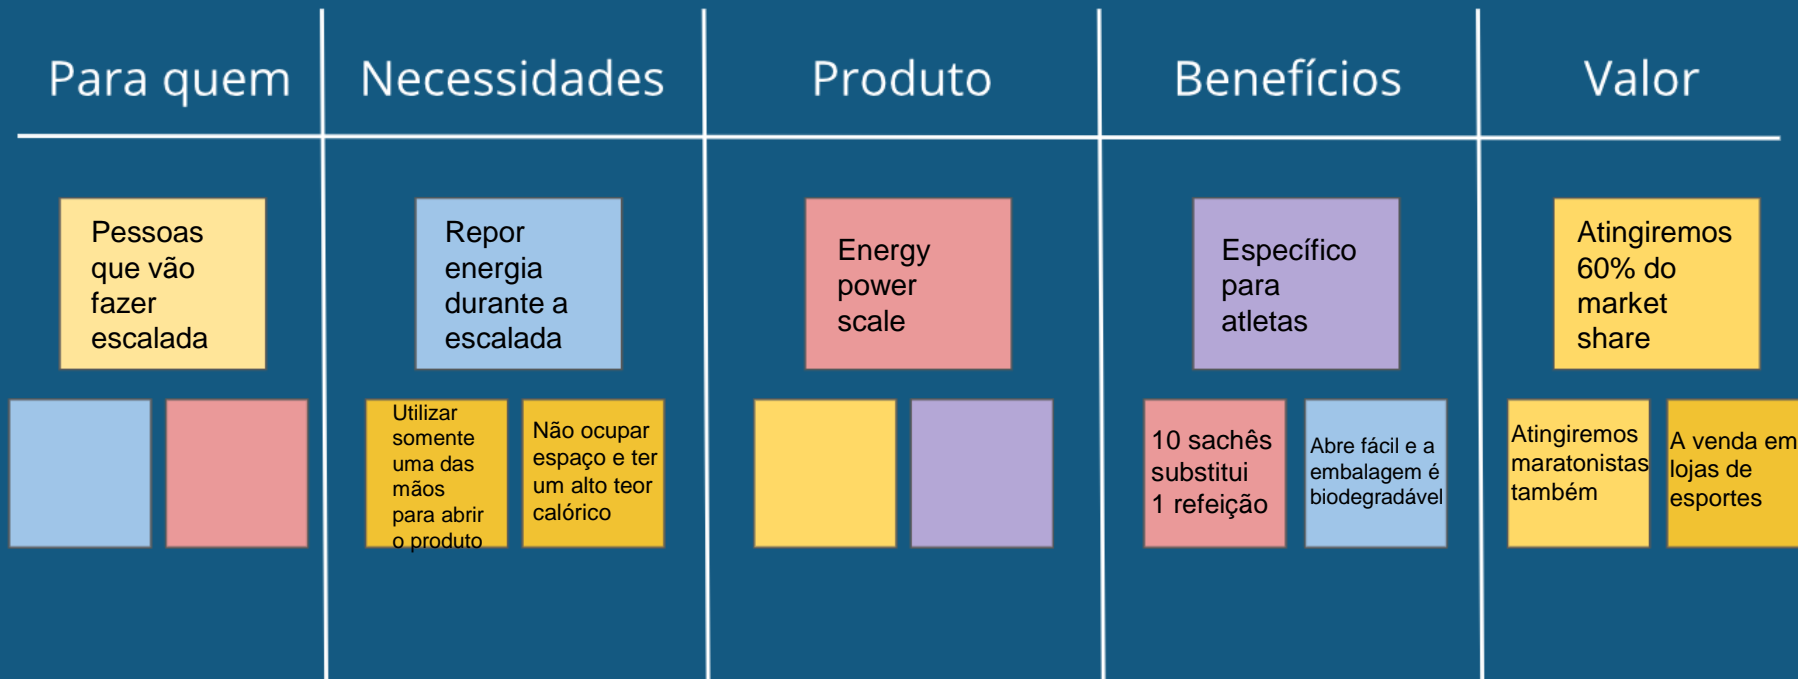 Para quem
Necessidades
Produto
Benefícios
Valor
Pessoas
que vão
fazer
escalada
Repor
energia
durante a
escalada
Energy
power
scale
Específico
para
atletas
Atingiremos
60% do
market
share
Utilizar
somente
uma das
mãos
para abrir
o produto
Não ocupar
espaço e ter
um alto teor
calórico
10 sachês
substitui
1 refeição
Abre fácil e a
embalagem é
biodegradável
Atingiremos
maratonistas
também
A venda em
lojas de
esportes